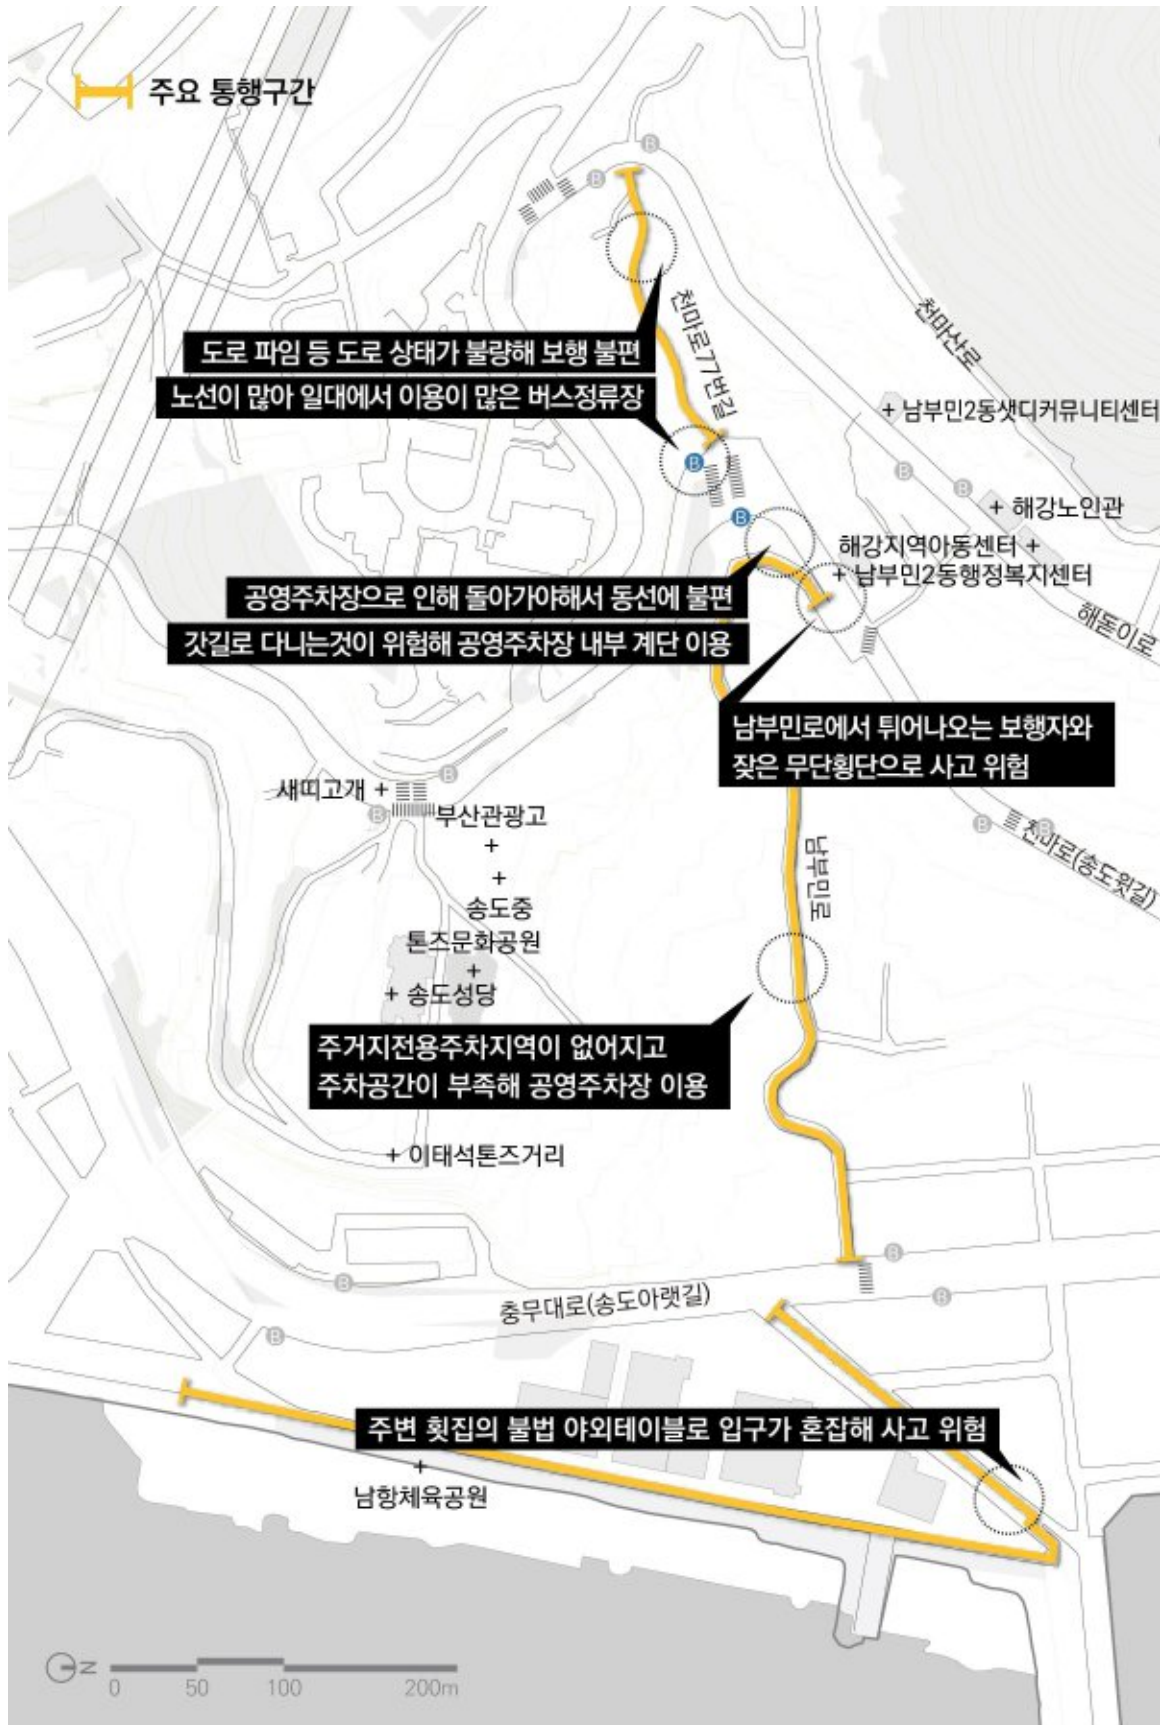 주요 통행구간
B
B
천마로77번길
천마산로
도로 파임 등 도로 상태가 불량해 보행 불편
노선이 많아 일대에서 이용이 많은 버스정류장
+ 남부민2동샛디커뮤니티센터
B
B
B
B
+ 해강노인관
해강지역아동센터 +
+ 남부민2동행정복지센터
공영주차장으로 인해 돌아가야해서 동선에 불편
갓길로 다니는것이 위험해 공영주차장 내부 계단 이용
해돋이로
남부민로에서 튀어나오는 보행자와
잦은 무단횡단으로 사고 위험
B
새띠고개 +
B
부산관광고
+
B
B
천마로(송도윗길)
남부민로
+
송도중
톤즈문화공원
+
+ 송도성당
주거지전용주차지역이 없어지고
주차공간이 부족해 공영주차장 이용
+ 이태석톤즈거리
B
B
B
충무대로(송도아랫길)
B
주변 횟집의 불법 야외테이블로 입구가 혼잡해 사고 위험
+
남항체육공원
N
0 50 100 200m